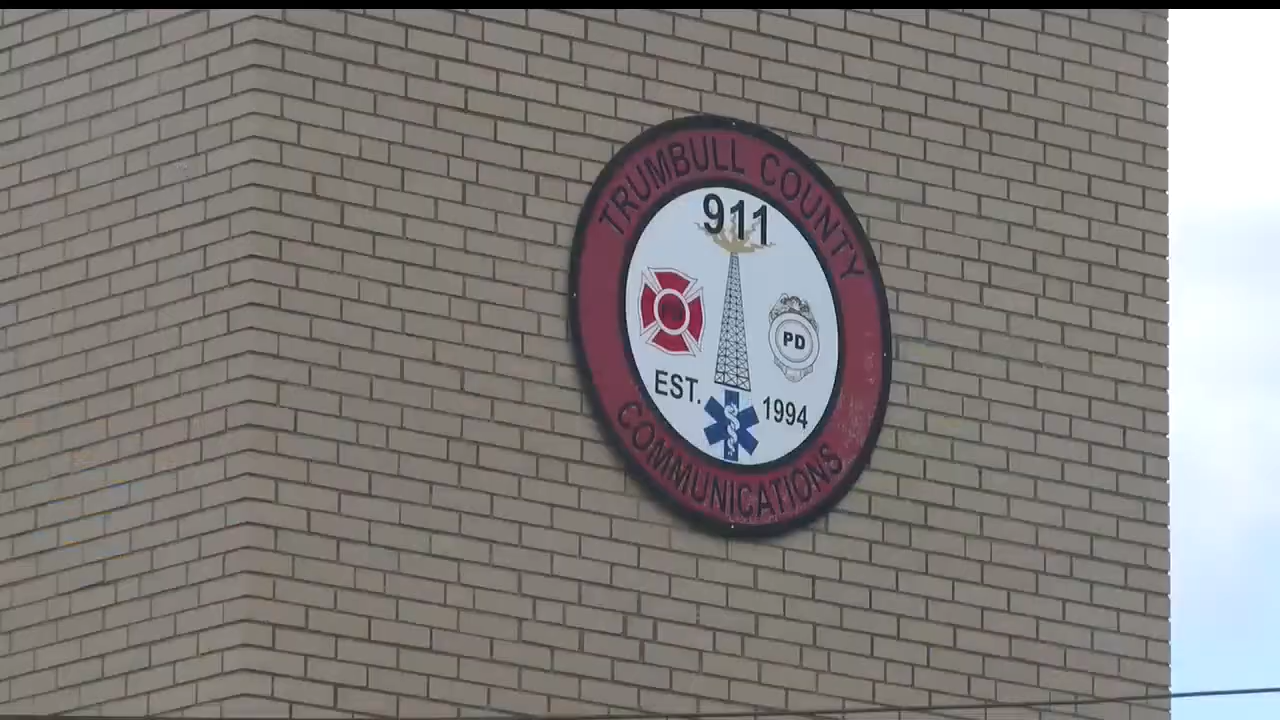 TRUMBULL COUNTY
911
PD
EST. 1994
COMMUNICATIONS